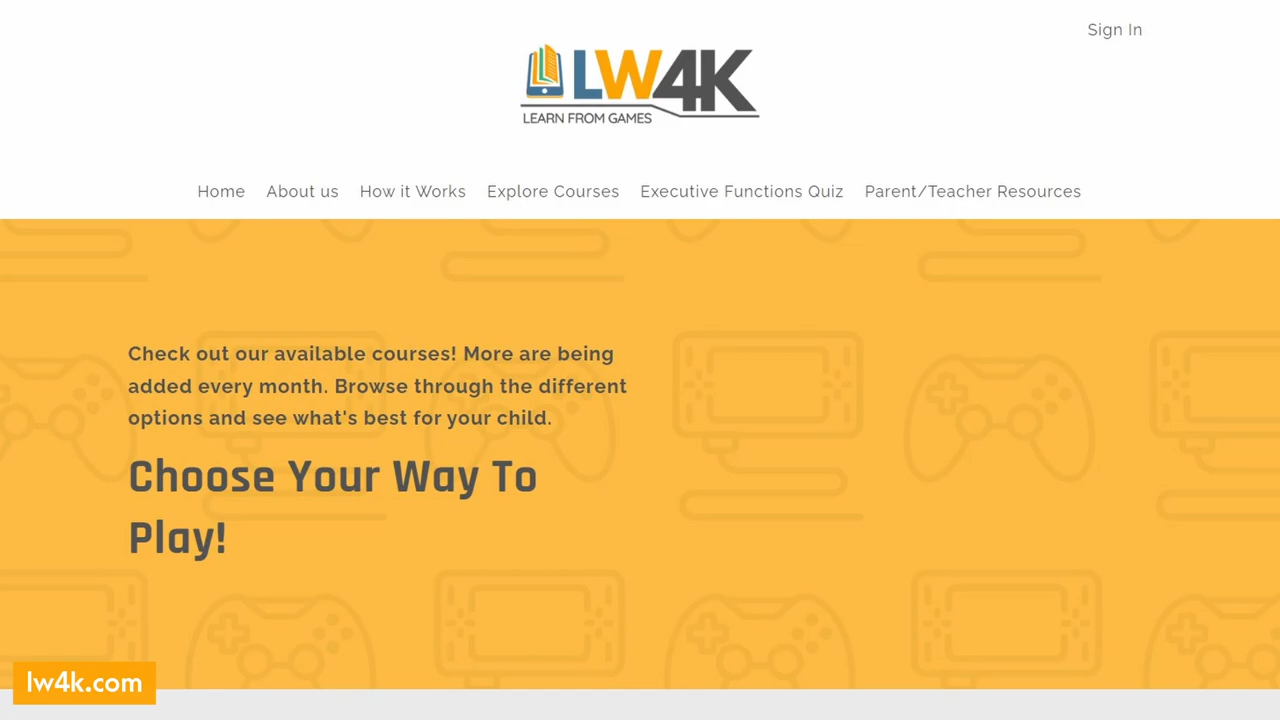 Sign In
LW4K
LEARN FROM GAMES
Home About us How it Works Explore Courses Executive Functions Quiz Parent/Teacher Resources
Check out our available courses! More are being
added every month. Browse through the different
options and see what's best for your child.
Choose Your Way To
Play!
lw4k.com